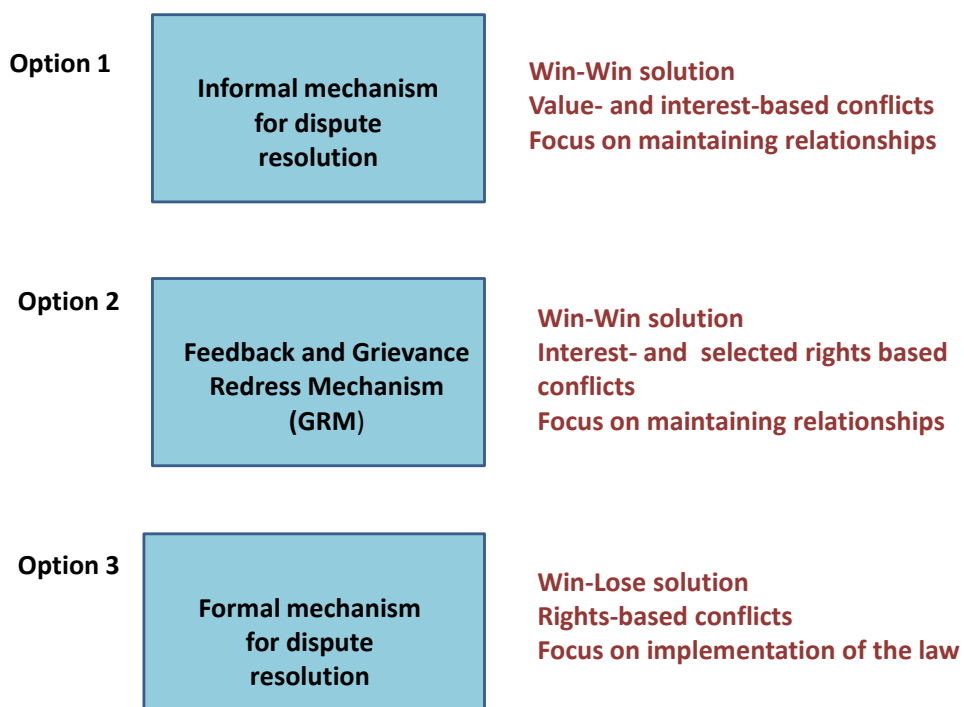 Option 1
Informal mechanism
for dispute
resolution
Win-Win solution
Value- and interest-based conflicts
Focus on maintaining relationships
Option 2
Feedback and Grievance
Redress Mechanism
(GRM)
Win-Win solution
Interest- and selected rights based
conflicts
Focus on maintaining relationships
Option 3
Formal mechanism
for dispute
resolution
Win-Lose solution
Rights-based conflicts
Focus on implementation of the law